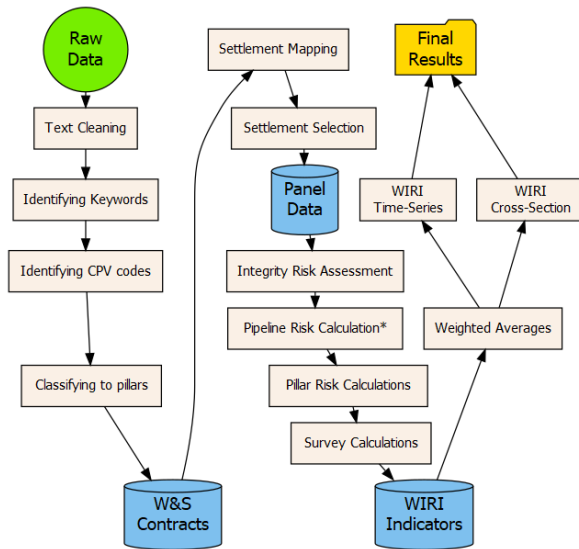 Raw
Data
Text Cleaning
Identifying Keywords
Identifying CPV codes
Classifying to pillars
W&S
Contracts
Settlement Mapping
Settlement Selection
Panel
Data
Integrity Risk Assessment
Pipeline Risk Calculation*
Pillar Risk Calculations
Survey Calculations
WIRI
Indicators
Weighted Averages
WIRI
Time-Series
WIRI
Cross-Section
Final
Results